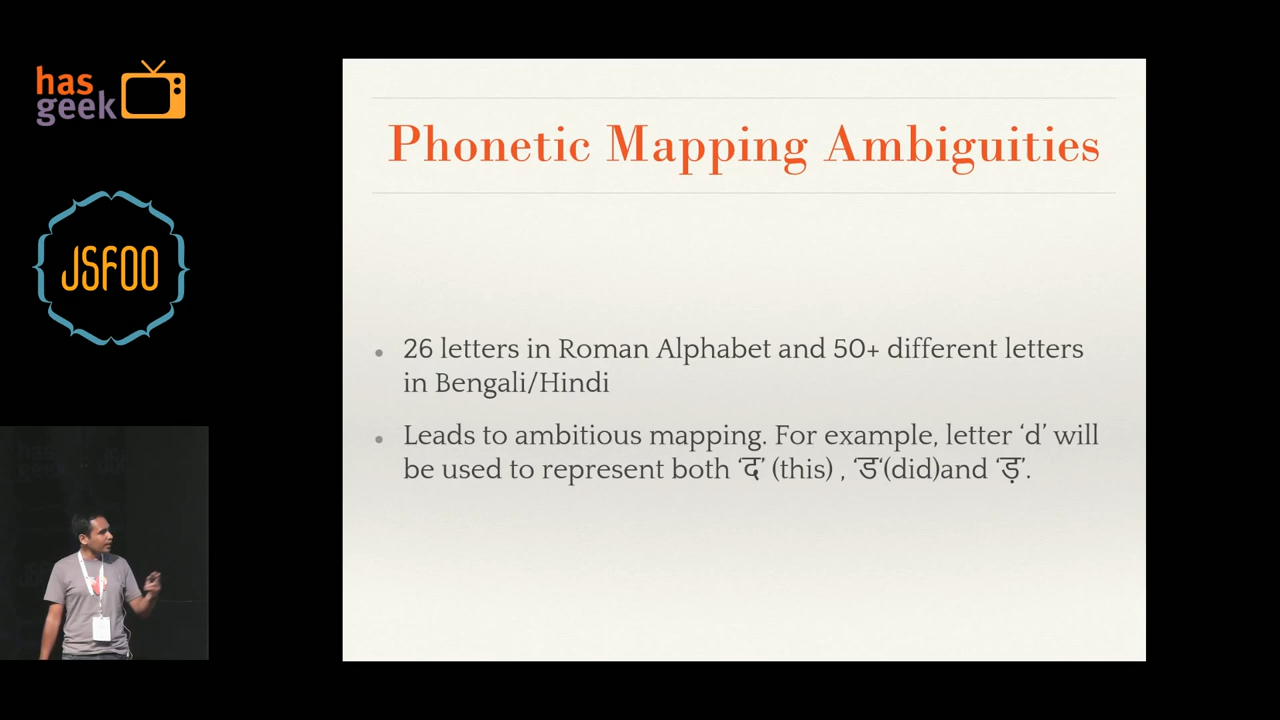 has
geek
JSFOO
Phonetic Mapping Ambiguities
26 letters in Roman Alphabet and 50+ different letters
in Bengali/Hindi
Leads to ambitious mapping. For example, letter ‘d’ will
be used to represent both ‘द’ (this) , ‘ड‘(did)and ‘ड़’.